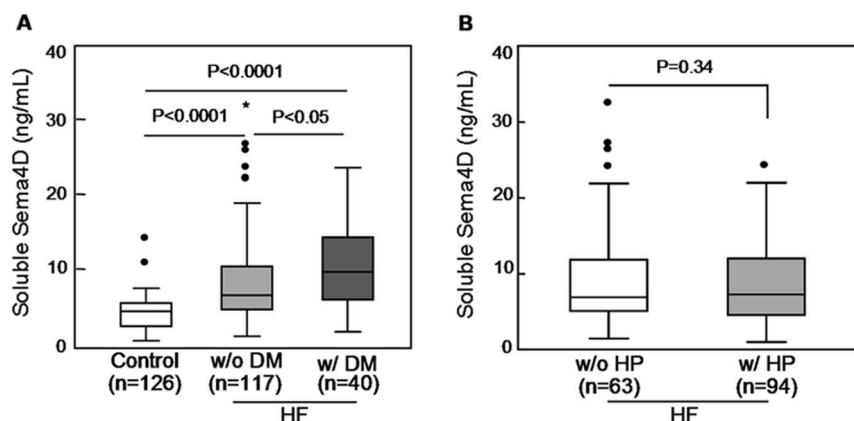 A
Soluble Sema4D (ng/mL)
40
30
20
10
0
P<0.0001
*
P<0.0001 P<0.05
Control w/o DM w/ DM
(n=126) (n=117) (n=40)
HF
B
Soluble Sema4D (ng/mL)
40
30
20
10
0
P=0.34
w/o HP w/ HP
(n=63) (n=94)
HF